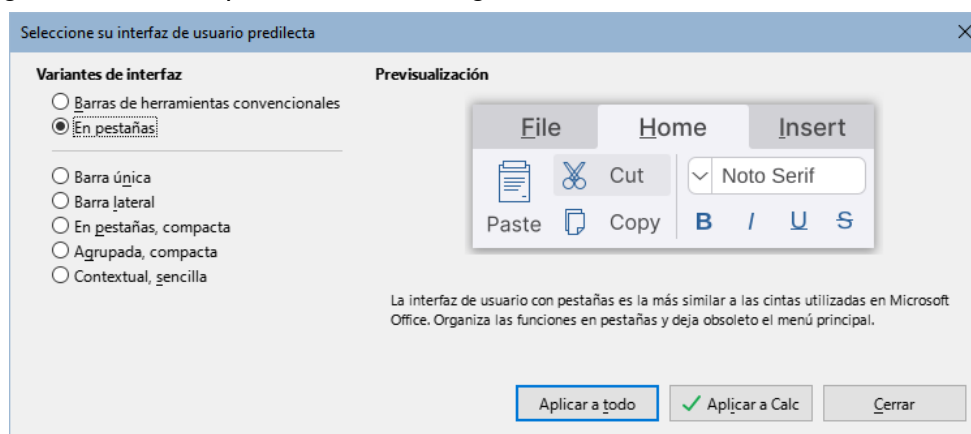 Seleccione su interfaz de usuario predilecta
Variantes de interfaz
Barras de herramientas convencionales
En pestañas
Barra única
Barra lateral
En pestañas, compacta
Agrupada, compacta
Contextual, sencilla
Previsualización
File Home Insert
Cut Noto Serif
Paste Copy B I U S
La interfaz de usuario con pestañas es la más similar a las cintas utilizadas en Microsoft
Office. Organiza las funciones en pestañas y deja obsoleto el menú principal.
Aplicar a todo Aplicar a Calc Cerrar